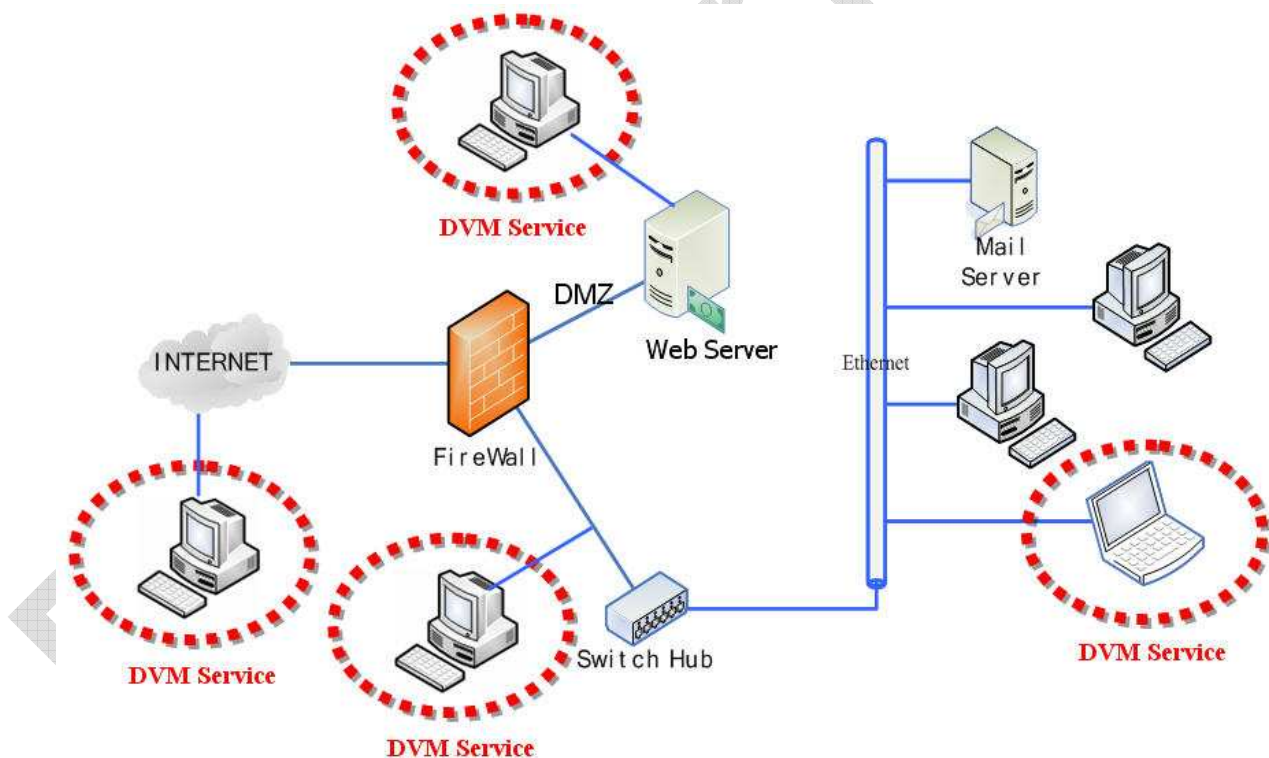 DVM Service
Mail
Server
DMZ
Web Server
INTERNET
Ethernet
FireWall
Switch Hub
DVM Service
DVM Service
DVM Service